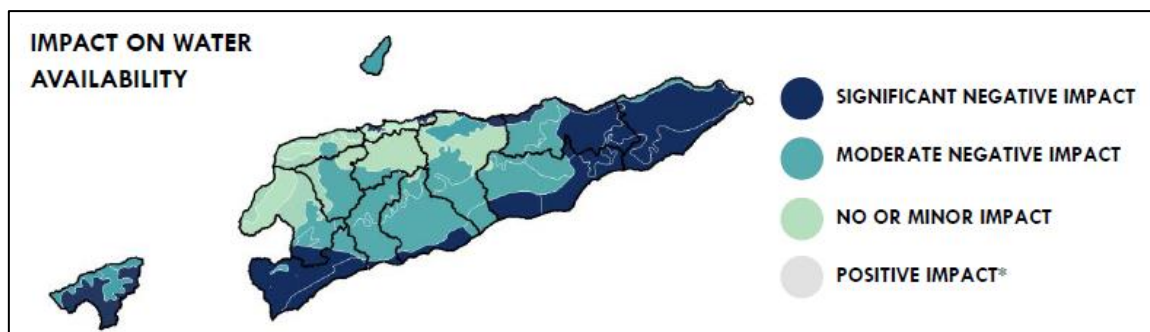 IMPACT ON WATER
AVAILABILITY
SIGNIFICANT NEGATIVE IMPACT
MODERATE NEGATIVE IMPACT
NO OR MINOR IMPACT
POSITIVE IMPACT*